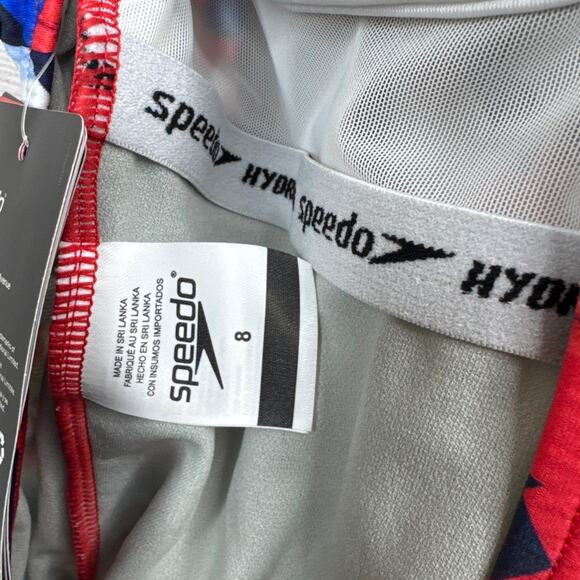 speedo HYDR
speedo HYDR
MADE IN SRI LANKA
FABRIQUÉ AU SRI LANKA
HECHO EN SRI LANKA
CON INSUMOS IMPORTADOS
speedo®
8